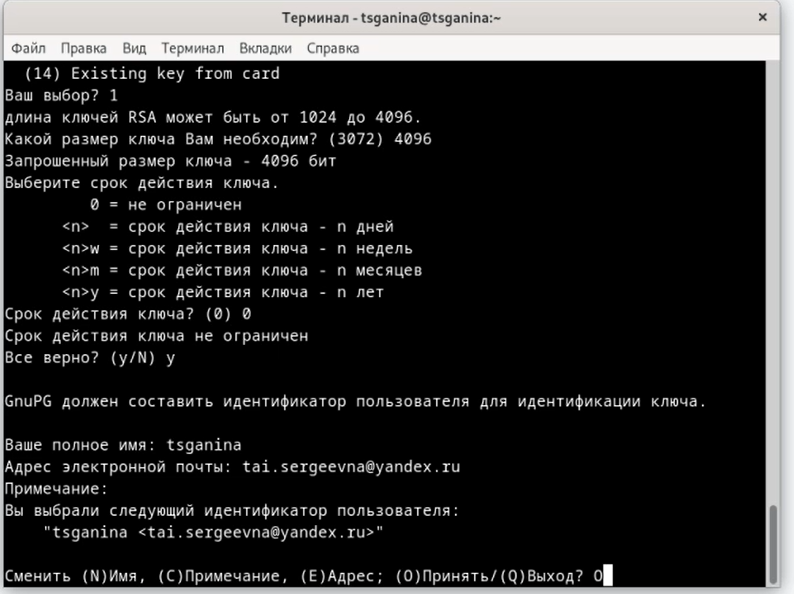 Терминал - tsganina@tsganina:~
Файл Правка Вид Терминал Вкладки Справка
(14) Existing key from card
Ваш выбор? 1
длина ключей RSA может быть от 1024 до 4096.
Какой размер ключа Вам необходим? (3072) 4096
Запрошенный размер ключа - 4096 бит
Выберите срок действия ключа.
0 = не ограничен
<n>  = срок действия ключа - n дней
<n>w = срок действия ключа - n недель
<n>m = срок действия ключа - n месяцев
<n>y = срок действия ключа - n лет
Срок действия ключа? (0) 0
Срок действия ключа не ограничен
Все верно? (y/N) y
GnuPG должен составить идентификатор пользователя для идентификации ключа.
Ваше полное имя: tsganina
Адрес электронной почты: tai.sergeevna@yandex.ru
Примечание:
Вы выбрали следующий идентификатор пользователя:
"tsganina <tai.sergeevna@yandex.ru>"
Сменить (N)Имя, (C)Примечание, (E)Адрес; (O)Принять/(Q)Выход? O